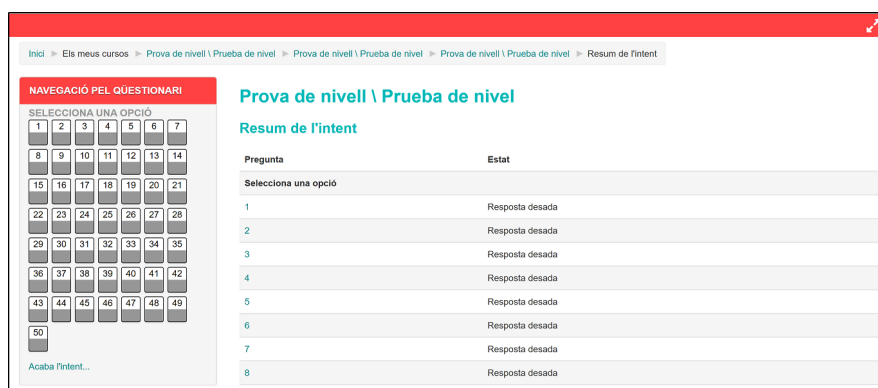 Inici ► Els meus cursos ► Prova de nivell \ Prueba de nivel ► Prova de nivell \ Prueba de nivel ► Prova de nivell \ Prueba de nivel ► Resum de l'intent
NAVEGACIÓ PEL QÜESTIONARI
SELECCIONA UNA OPCIÓ
1 2 3 4 5 6 7
8 9 10 11 12 13 14
15 16 17 18 19 20 21
22 23 24 25 26 27 28
29 30 31 32 33 34 35
36 37 38 39 40 41 42
43 44 45 46 47 48 49
50
Acaba l'intent...
Prova de nivell \ Prueba de nivel
Resum de l'intent
Pregunta Estat
Selecciona una opció
1 Resposta desada
2 Resposta desada
3 Resposta desada
4 Resposta desada
5 Resposta desada
6 Resposta desada
7 Resposta desada
8 Resposta desada